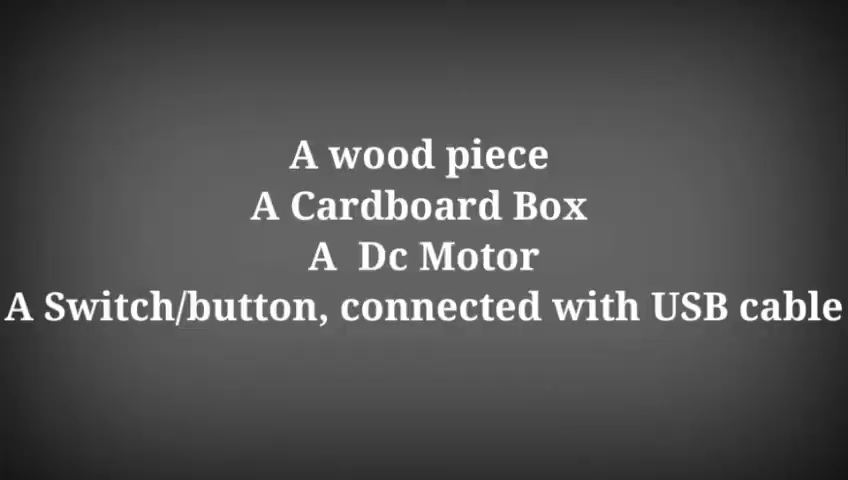 A wood piece
A Cardboard Box
A  Dc Motor
A Switch/button, connected with USB cable